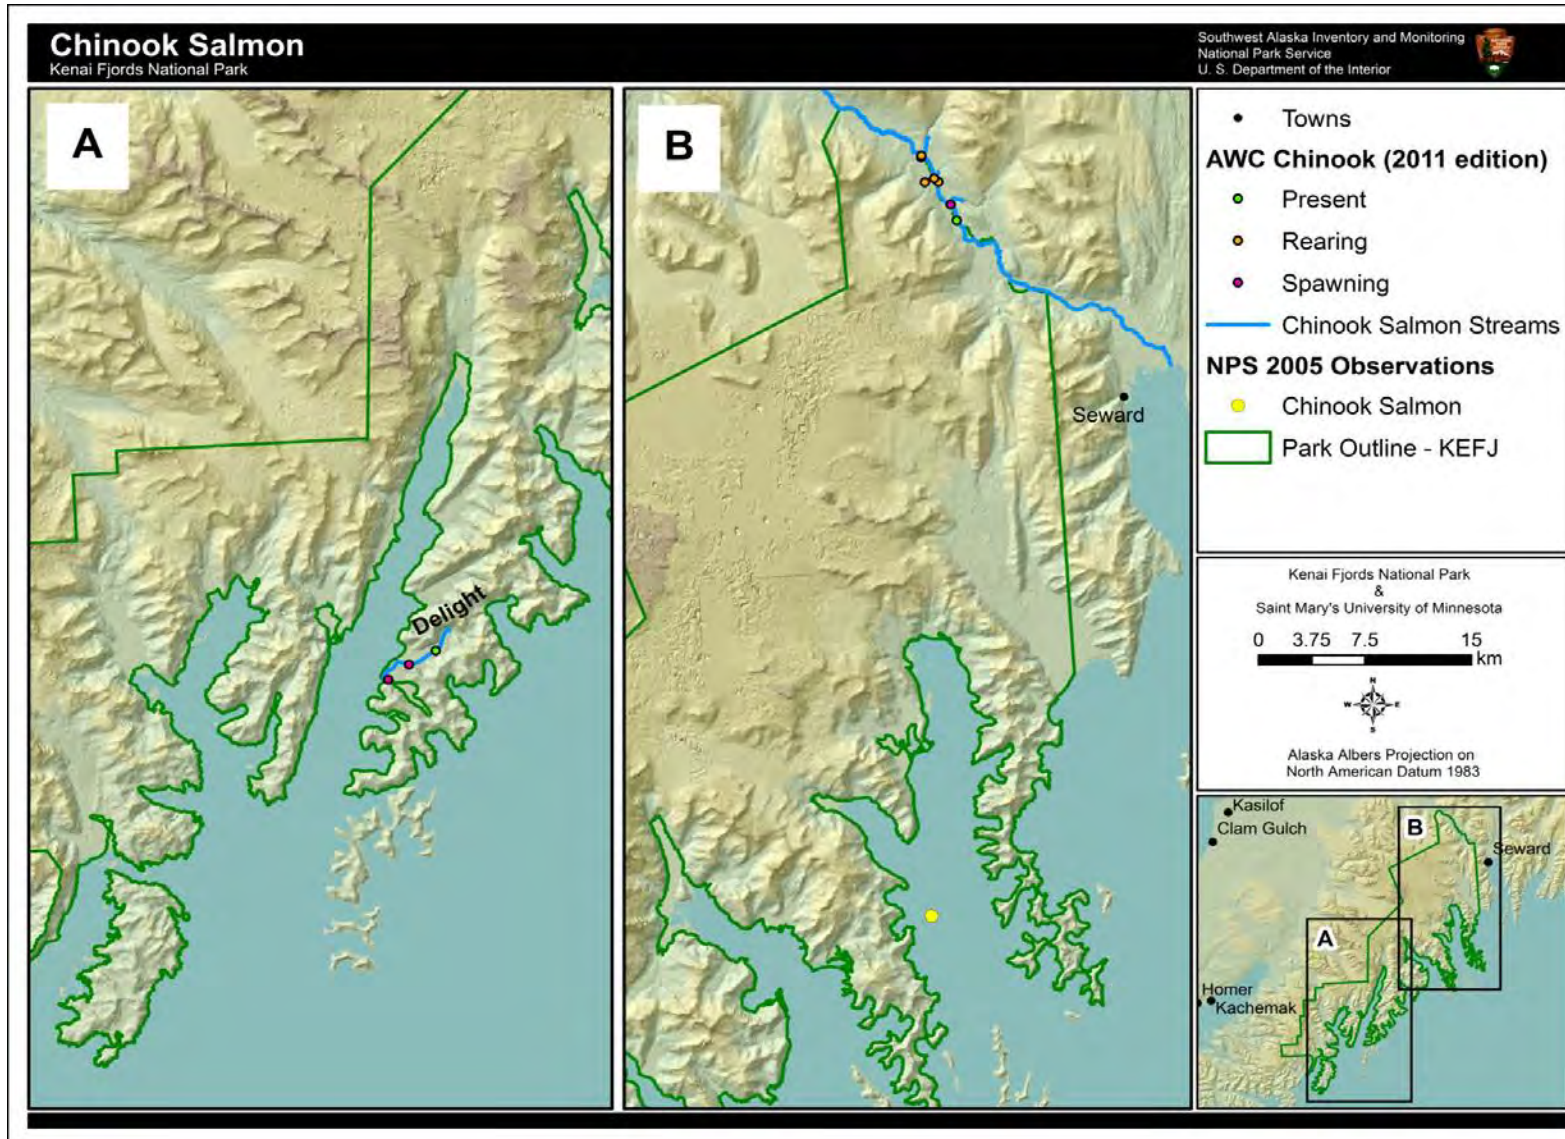 Chinook Salmon
Kenai Fjords National Park
Southwest Alaska Inventory and Monitoring
National Park Service
U. S. Department of the Interior
A
Delight
B
Seward
Towns
AWC Chinook (2011 edition)
Present
Rearing
Spawning
Chinook Salmon Streams
NPS 2005 Observations
Chinook Salmon
Park Outline - KEFJ
Kenai Fjords National Park
&
Saint Mary's University of Minnesota
0 3.75 7.5 15
km
N
W E
S
Alaska Albers Projection on
North American Datum 1983
Kasilof
Clam Gulch
B
Seward
A
Homer
Kachemak